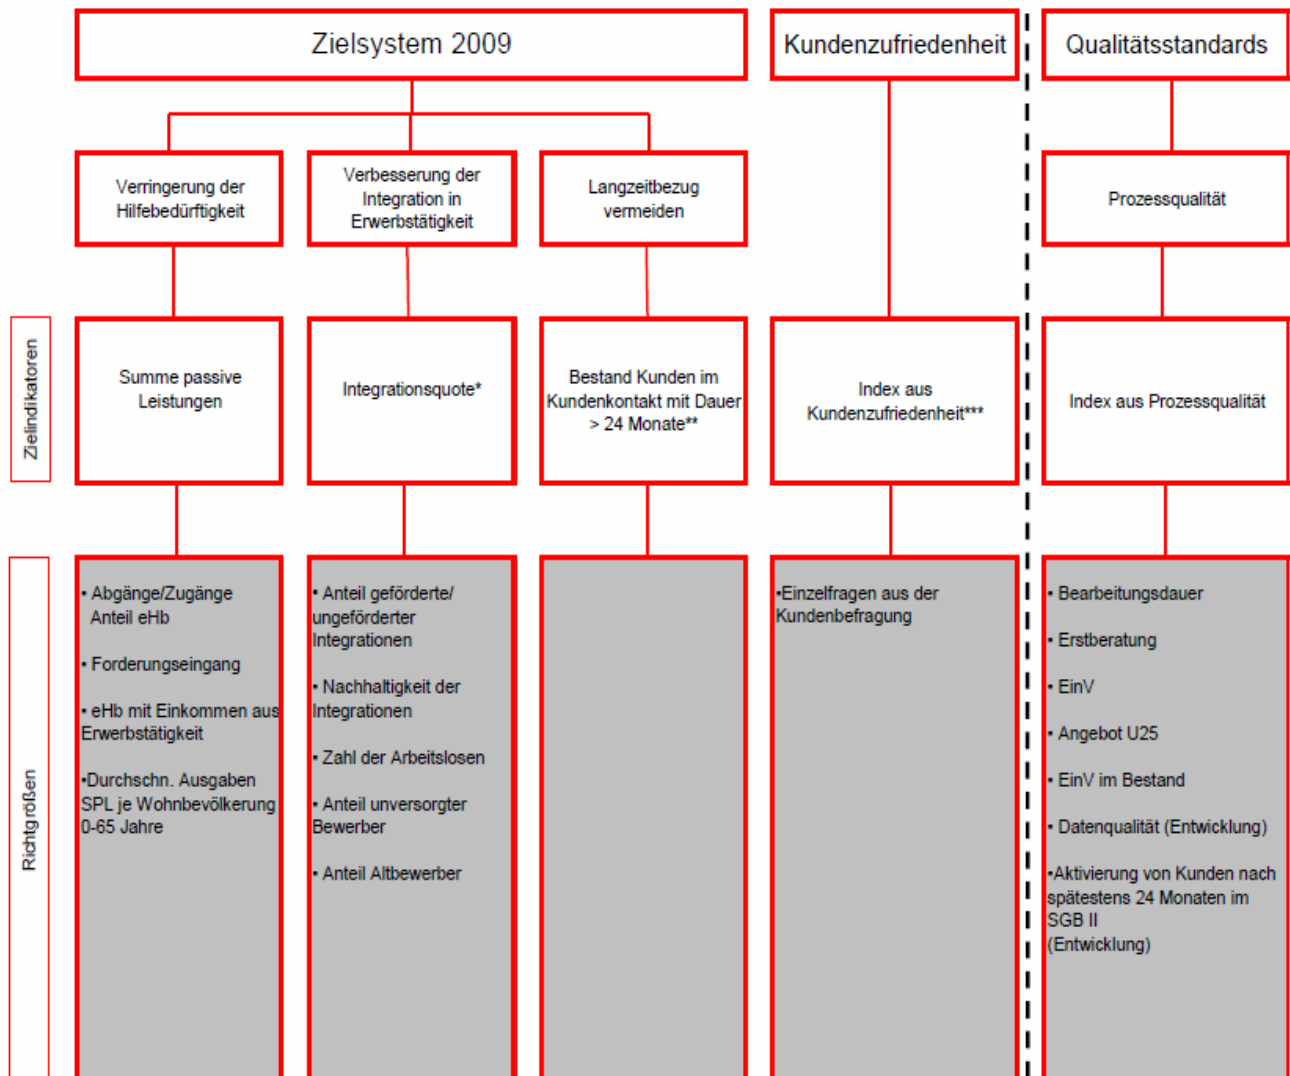 Zielsystem 2009
Kundenzufriedenheit
Qualitätsstandards
Verringerung der
Hilfebedürftigkeit
Verbesserung der
Integration in
Erwerbstätigkeit
Langzeitbezug
vermeiden
Prozessqualität
Zielindikatoren
Summe passive
Leistungen
Integrationsquote*
Bestand Kunden im
Kundenkontakt mit Dauer
> 24 Monate**
Index aus
Kundenzufriedenheit***
Index aus Prozessqualität
Richtgrößen
• Abgänge/Zugänge
Anteil eHb
• Forderungseingang
• eHb mit Einkommen aus
Erwerbstätigkeit
•Durchschn. Ausgaben
SPL je Wohnbevölkerung
0-65 Jahre
• Anteil geförderte/
ungeförderter
Integrationen
• Nachhaltigkeit der
Integrationen
• Zahl der Arbeitslosen
• Anteil unversorgter
Bewerber
• Anteil Altbewerber
•Einzelfragen aus der
Kundenbefragung
• Bearbeitungsdauer
• Erstberatung
• EinV
• Angebot U25
• EinV im Bestand
• Datenqualität (Entwicklung)
•Aktivierung von Kunden nach
spätestens 24 Monaten im
SGB II
(Entwicklung)